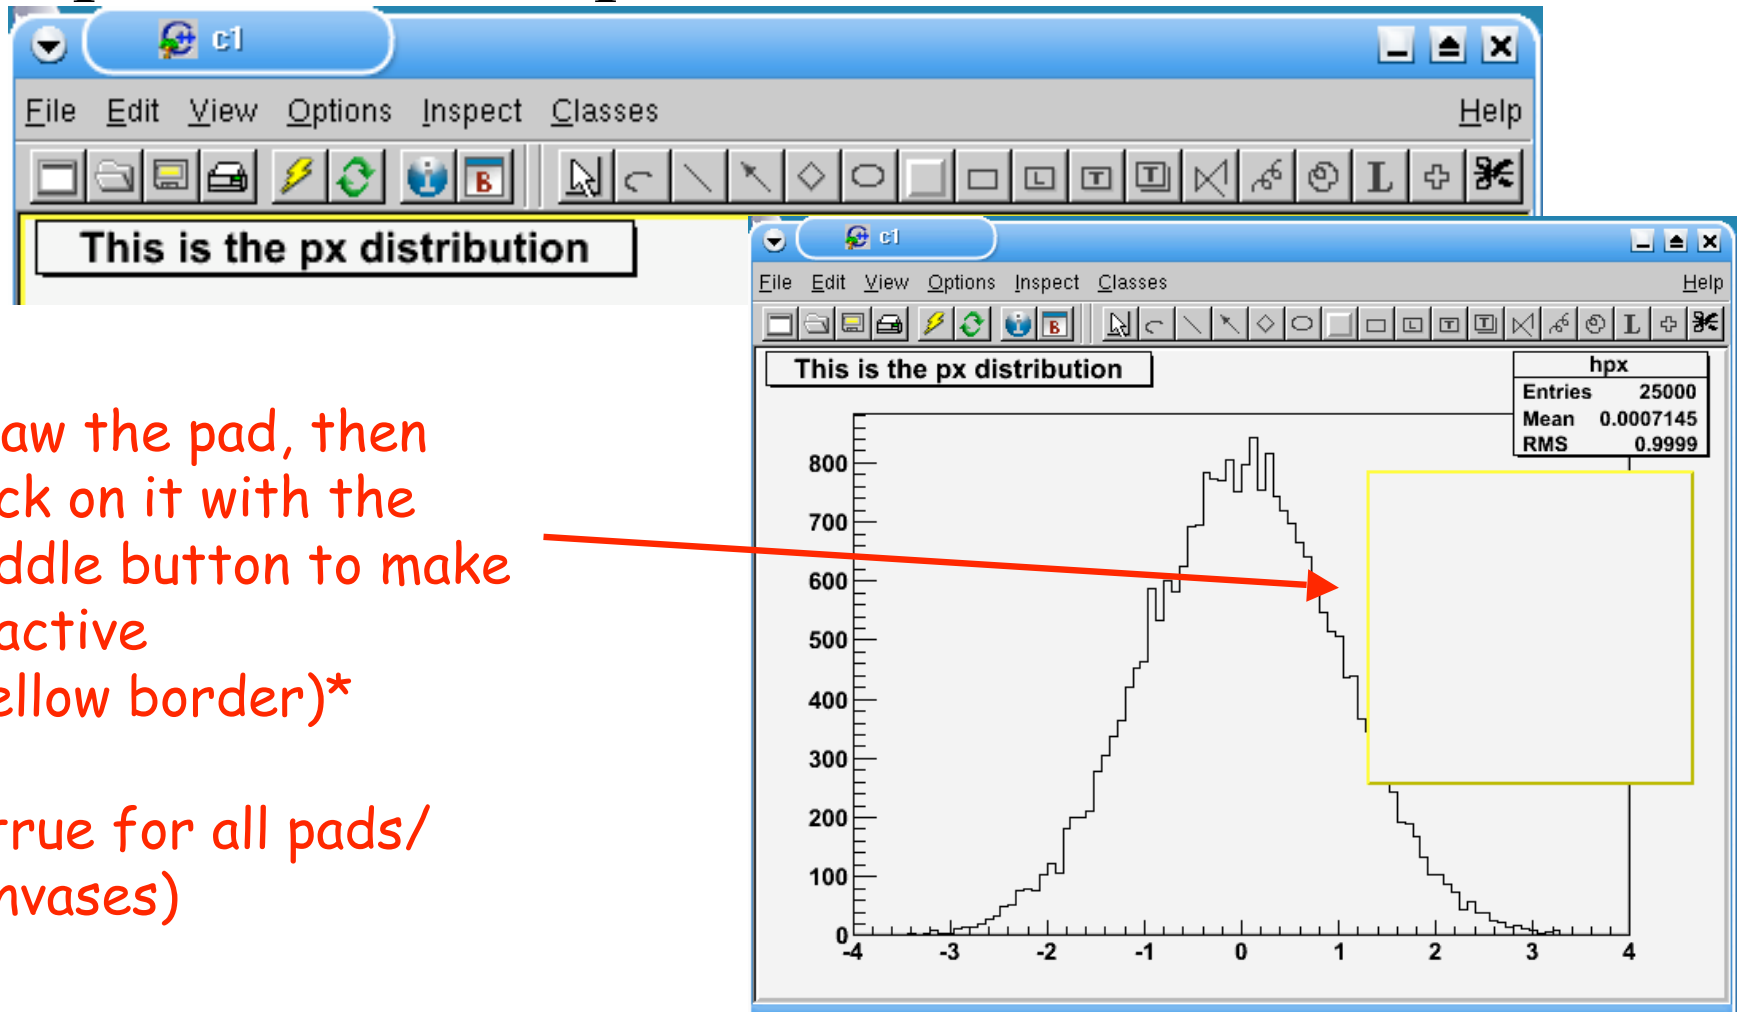 c1
File Edit View Options Inspect Classes Help
B L T T L
This is the px distribution
c1
File Edit View Options Inspect Classes Help
B L T T L
This is the px distribution
hpx
Entries 25000
Mean 0.0007145
RMS 0.9999
800
700
600
500
400
300
200
100
0
-4 -3 -2 -1 0 1 2 3 4
aw the pad, then
ck on it with the
ddle button to make
active
ellow border)*
true for all pads/
nvases)